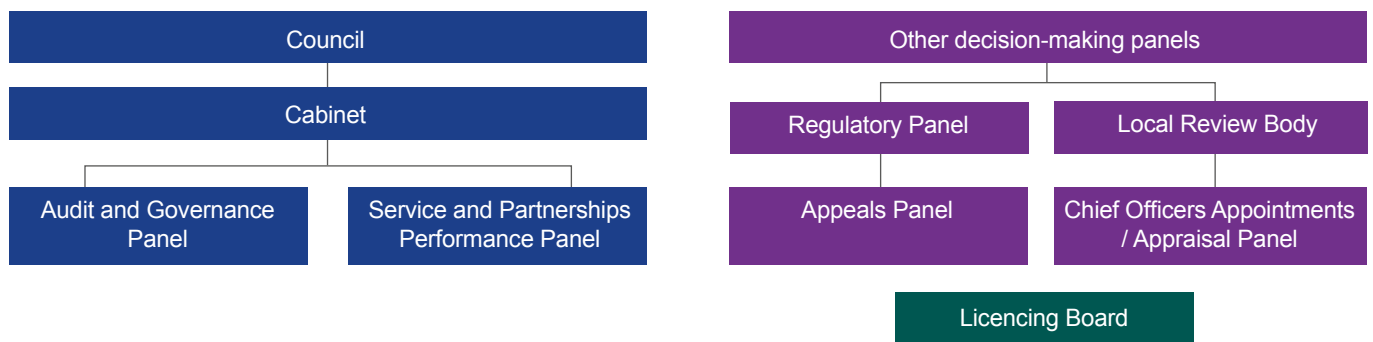 Council
Cabinet
Audit and Governance
Panel
Service and Partnerships
Performance Panel
Other decision-making panels
Regulatory Panel
Local Review Body
Appeals Panel
Chief Officers Appointments
/ Appraisal Panel
Licencing Board